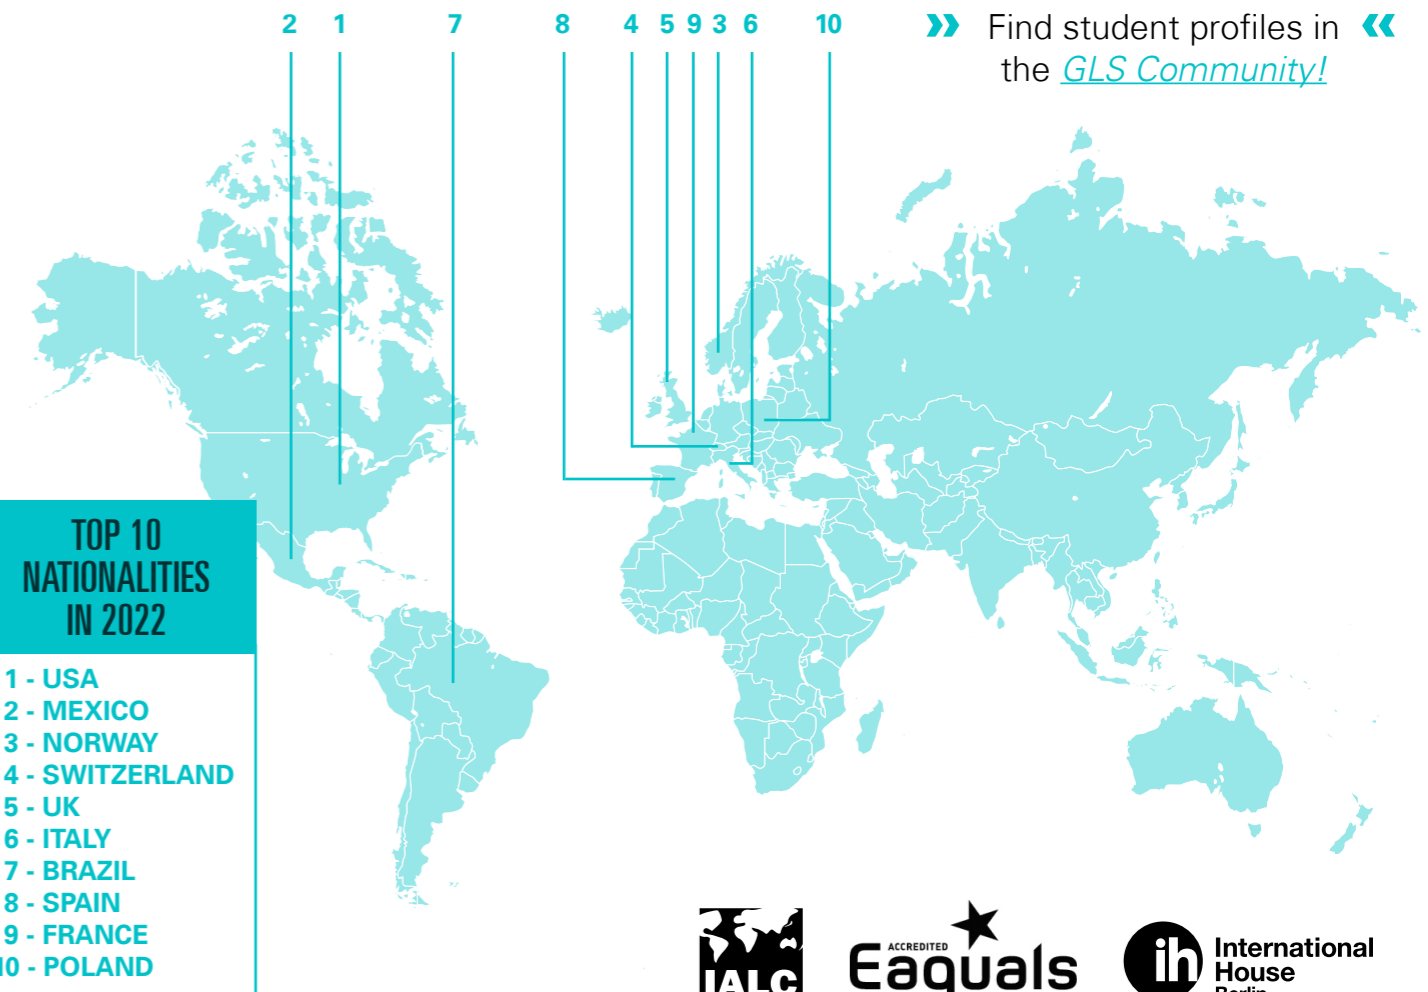 2 1 7 8 4 5 9 3 6 10
» Find student profiles in «
the GLS Community!
TOP 10
NATIONALITIES
IN 2022
1 - USA
2 - MEXICO
3 - NORWAY
4 - SWITZERLAND
5 - UK
6 - ITALY
7 - BRAZIL
8 - SPAIN
9 - FRANCE
10 - POLAND
IALC
ACCREDITED
Eaquals
ih
International
House
Berlin